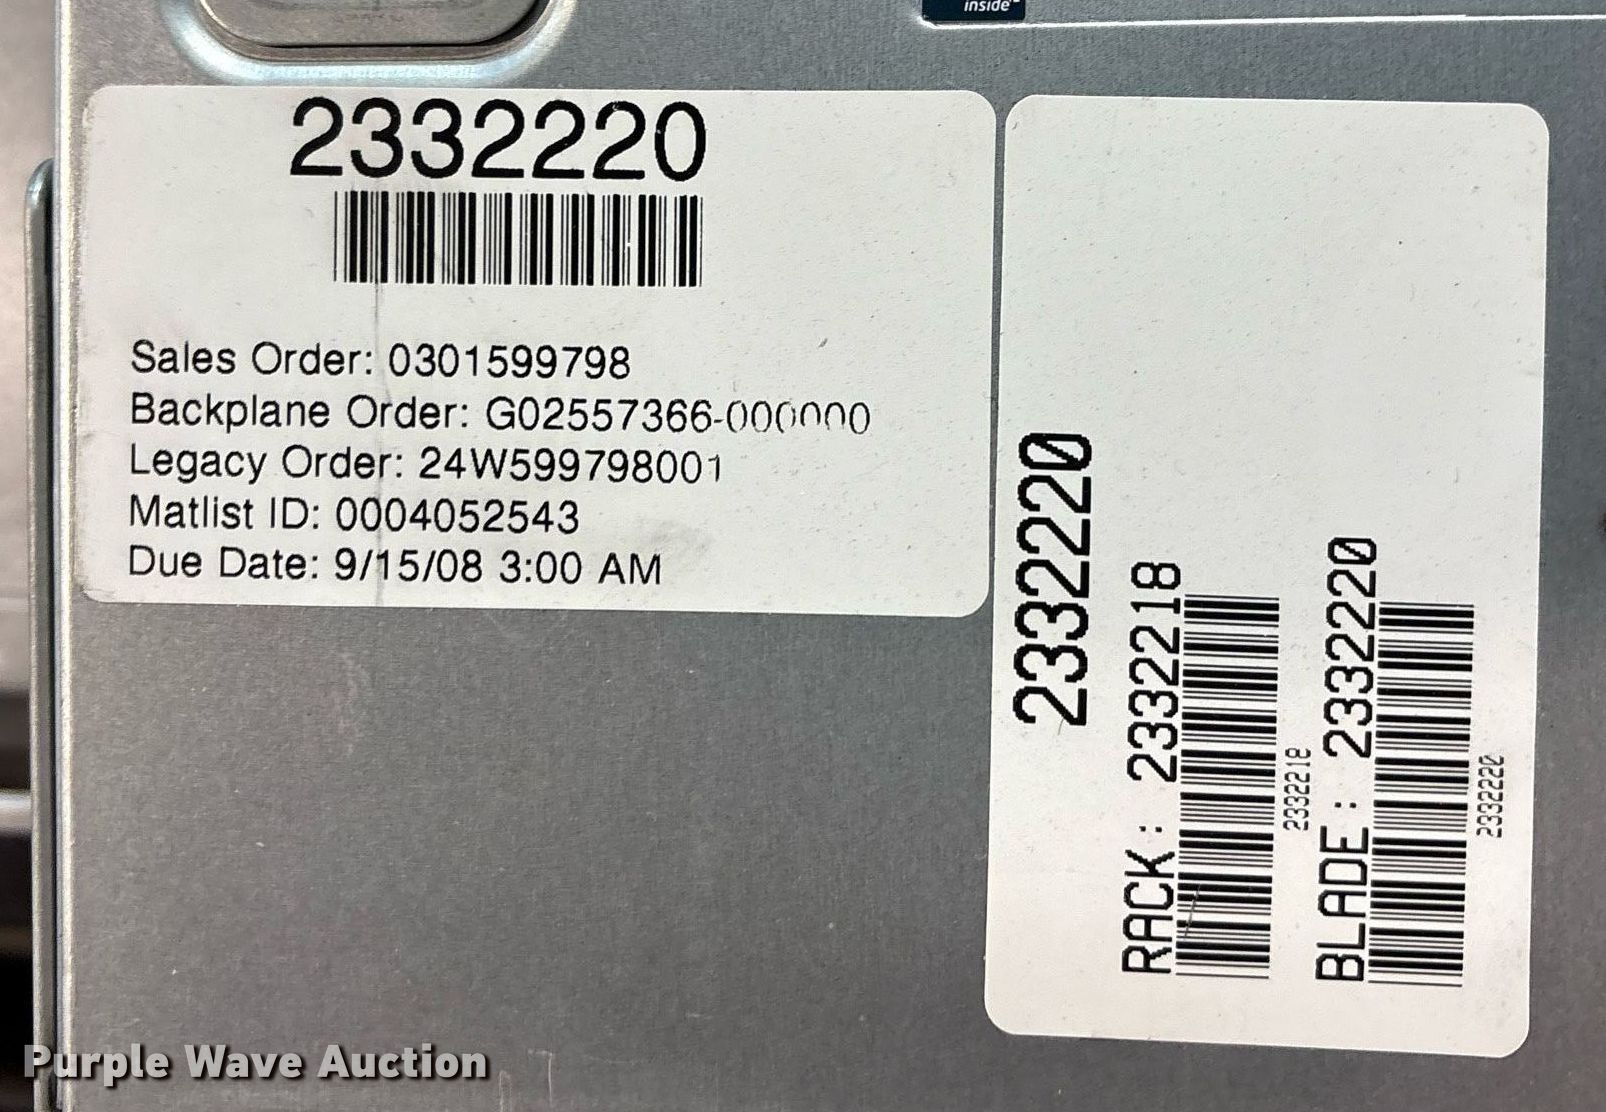 inside™
2332220
Sales Order: 0301599798
Backplane Order: G02557366-000000
Legacy Order: 24W599798001
Matlist ID: 0004052543
Due Date: 9/15/08 3:00 AM
2332220
RACK: 2332218
2332218
BLADE: 2332220
2332220
Purple Wave Auction